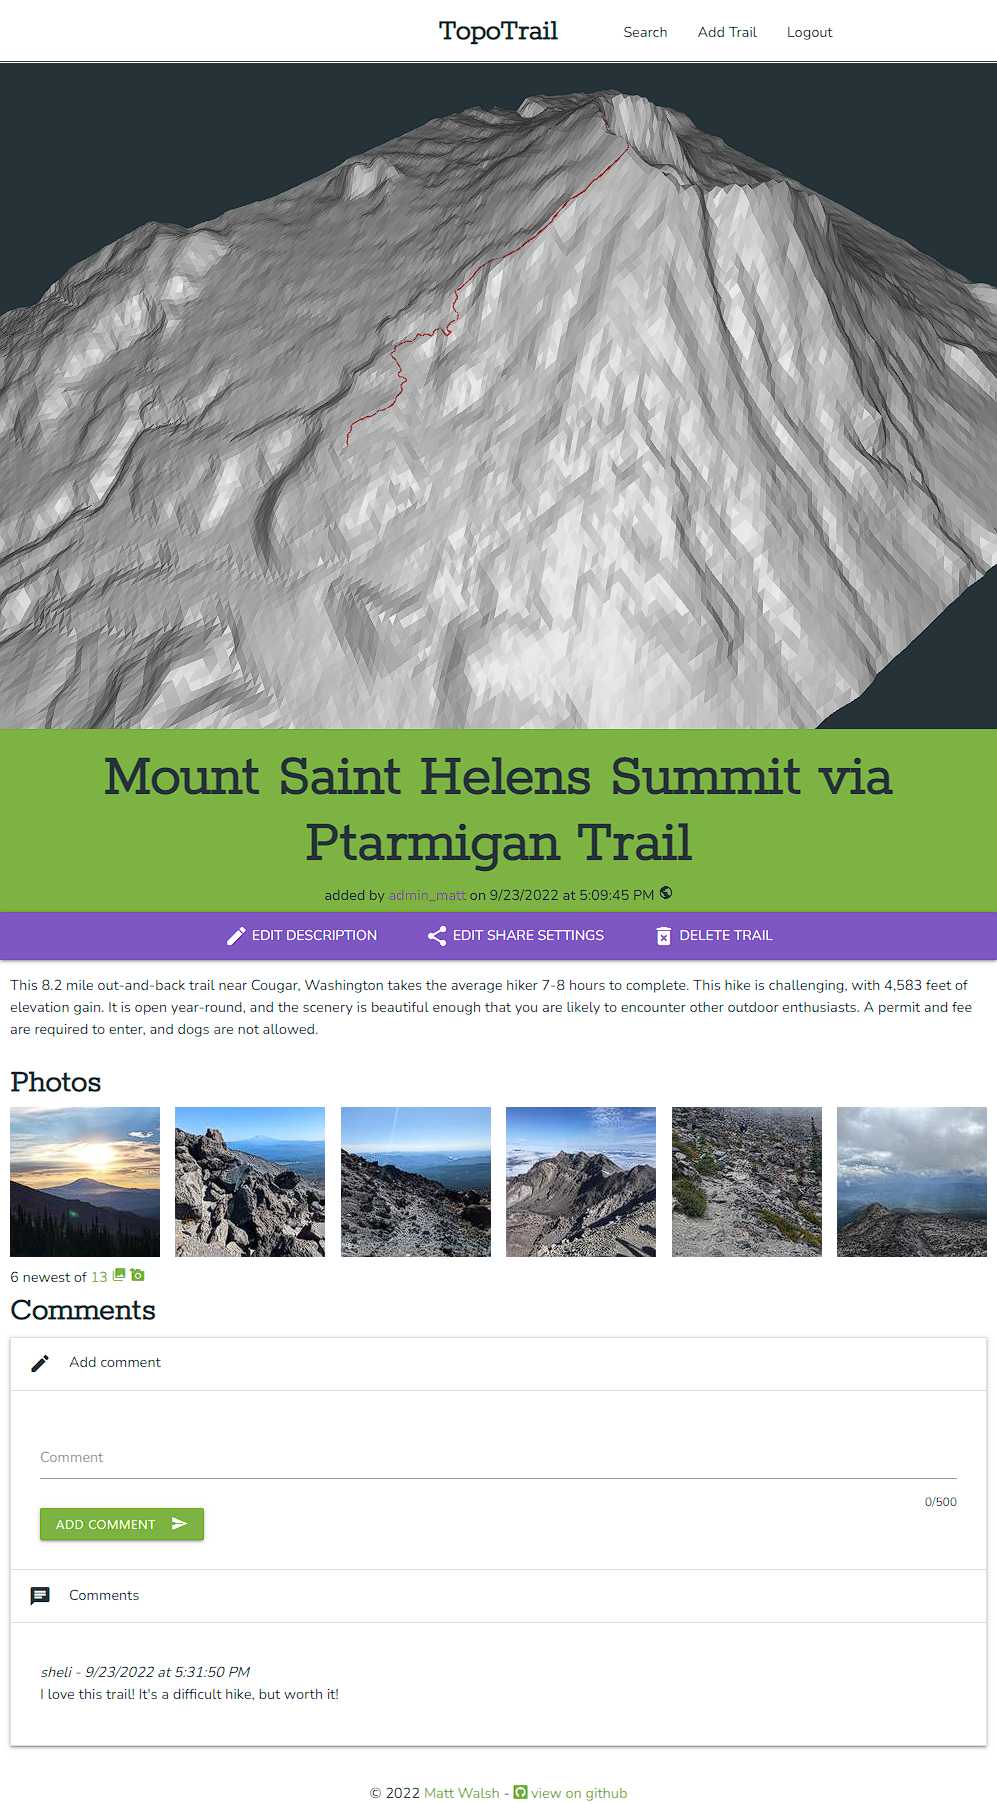 TopoTrail
Search
Add Trail
Logout
Mount Saint Helens Summit via
Ptarmigan Trail
added by admin_matt on 9/23/2022 at 5:09:45 PM
EDIT DESCRIPTION
EDIT SHARE SETTINGS
DELETE TRAIL
This 8.2 mile out-and-back trail near Cougar, Washington takes the average hiker 7-8 hours to complete. This hike is challenging, with 4,583 feet of
elevation gain. It is open year-round, and the scenery is beautiful enough that you are likely to encounter other outdoor enthusiasts. A permit and fee
are required to enter, and dogs are not allowed.
Photos
6 newest of 13
Comments
Add comment
Comment
0/500
ADD COMMENT
Comments
sheli - 9/23/2022 at 5:31:50 PM
I love this trail! It's a difficult hike, but worth it!
© 2022 Matt Walsh - view on github